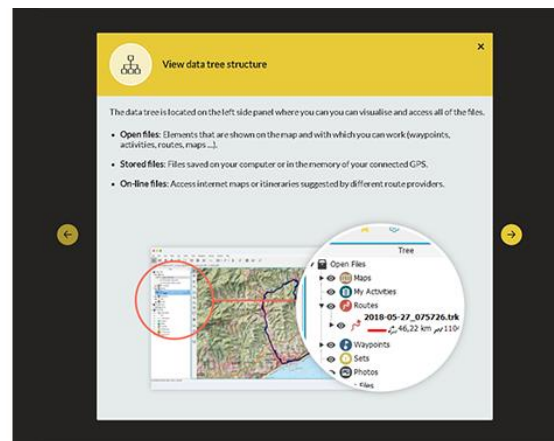 View data tree structure
The data tree is located on the left side panel where you can you can visualise and access all of the files.
• Open files: Elements that are shown on the map and with which you can work (waypoints,
activities, routes, maps ...).
• Stored files: Files saved on your computer or in the memory of your connected GPS.
• On-line files: Access internet maps or itineraries suggested by different route providers.
Tree
Open Files
Maps
My Activities
Routes
2018-05-27_075726.trk
46,22 km
Waypoints
Sets
Photos
Files